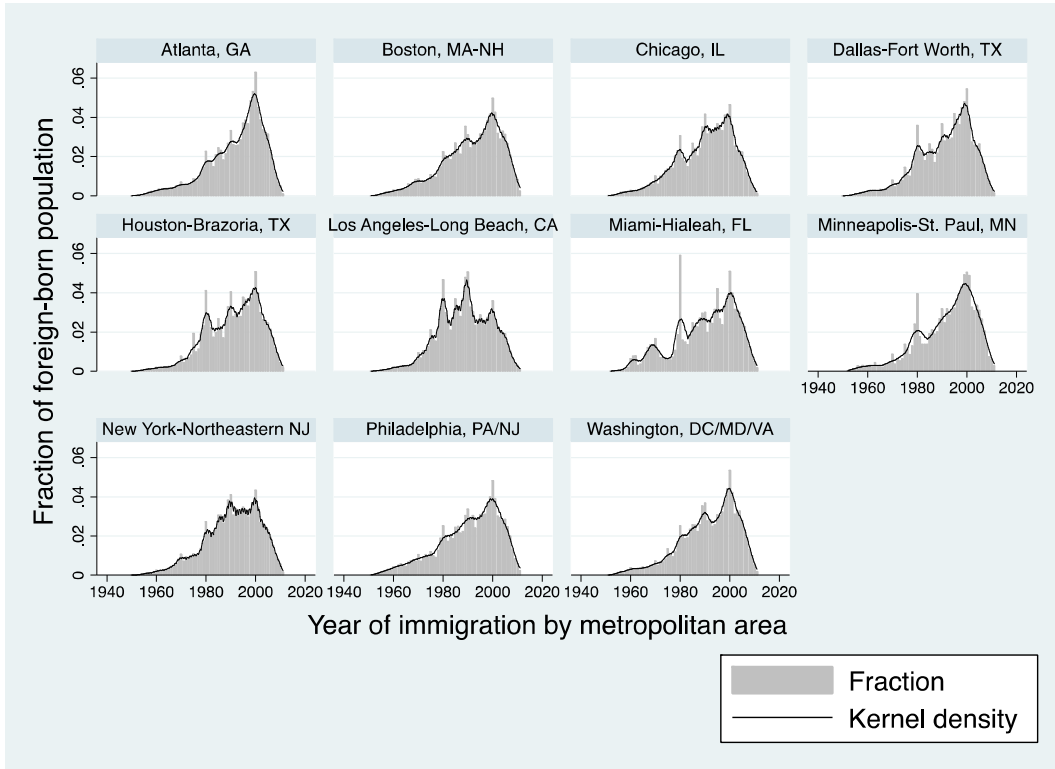 Fraction of foreign-born population
Atlanta, GA
Boston, MA-NH
Chicago, IL
Dallas-Fort Worth, TX
0 .02 .04 .06
Houston-Brazoria, TX
Los Angeles-Long Beach, CA
Miami-Hialeah, FL
Minneapolis-St. Paul, MN
0 .02 .04 .06
1940 1960 1980 2000 2020
New York-Northeastern NJ
Philadelphia, PA/NJ
Washington, DC/MD/VA
0 .02 .04 .06
1940 1960 1980 2000 2020
1940 1960 1980 2000 2020
1940 1960 1980 2000 2020
Year of immigration by metropolitan area
Fraction
Kernel density